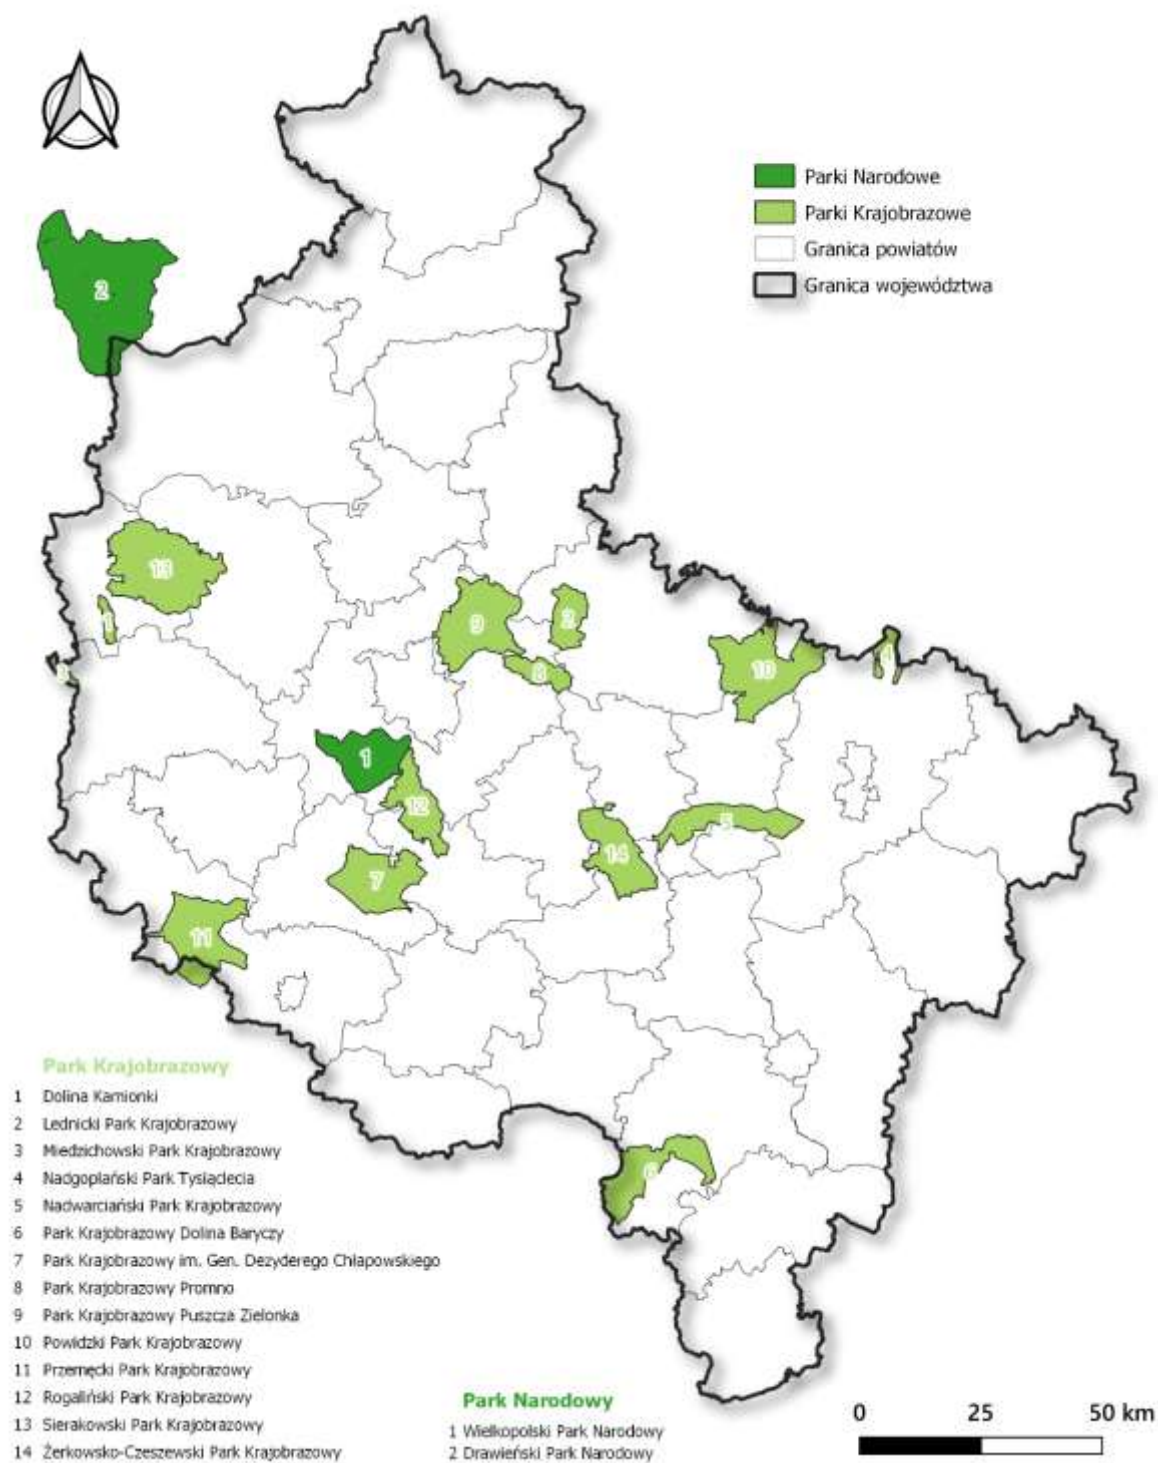 Parki Narodowe
Parki Krajobrazowe
Granica powiatów
Granica województwa
2
13
1
3
9
2
8
10
4
1
12
5
14
7
11
6
Park Krajobrazowy
1 Dolina Kamionki
2 Lednicki Park Krajobrazowy
3 Miedzichowski Park Krajobrazowy
4 Nadgoplański Park Tysiąclecia
5 Nadwarciański Park Krajobrazowy
6 Park Krajobrazowy Dolina Baryczy
7 Park Krajobrazowy im. Gen. Dezyderego Chłapowskiego
8 Park Krajobrazowy Promno
9 Park Krajobrazowy Puszcza Zielonka
10 Powidzki Park Krajobrazowy
11 Przemęcki Park Krajobrazowy
12 Rogaliński Park Krajobrazowy
13 Sierakowski Park Krajobrazowy
14 Żerkowsko-Czeszewski Park Krajobrazowy
Park Narodowy
1 Wielkopolski Park Narodowy
2 Drawieński Park Narodowy
0 25 50 km